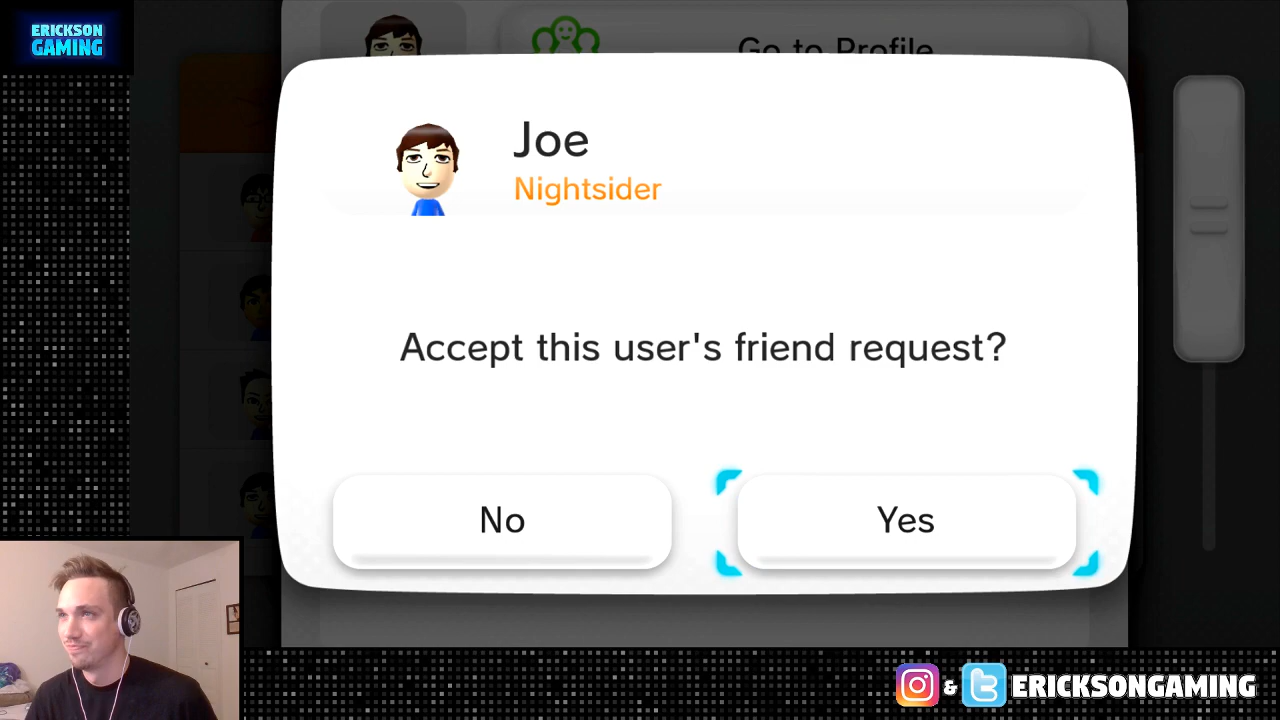 ERICKSON
GAMING
Go to Profile
Joe
Nightsider
Accept this user's friend request?
No
Yes
& ERICKSONGAMING